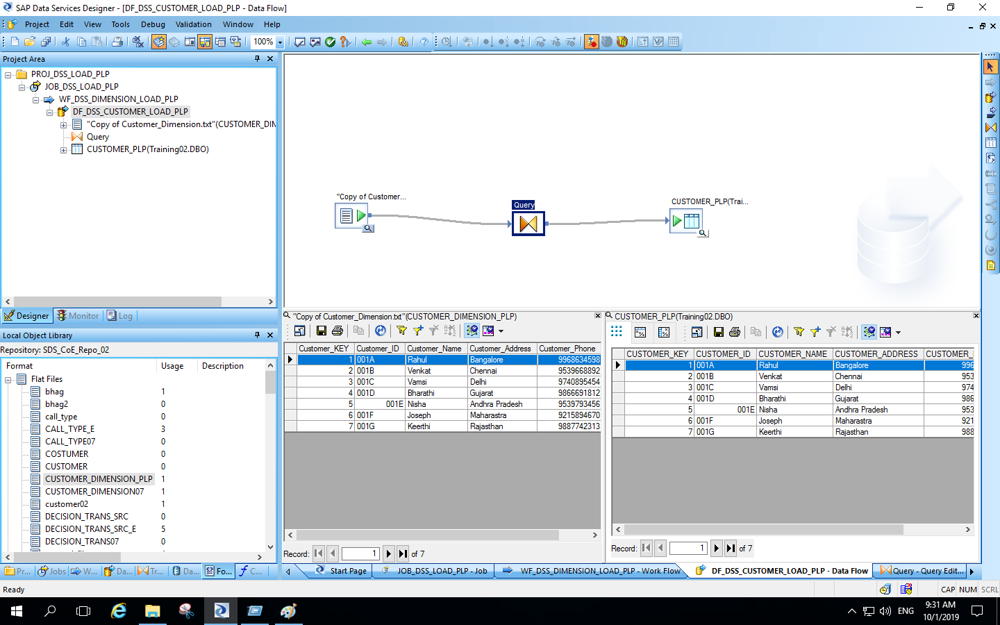 SAP Data Services Designer - [DF_DSS_CUSTOMER_LOAD_PLP - Data Flow]
Project Edit View Tools Debug Validation Window Help
100%
Project Area
PROJ_DSS_LOAD_PLP
JOB_DSS_LOAD_PLP
WF_DSS_DIMENSION_LOAD_PLP
DF_DSS_CUSTOMER_LOAD_PLP
"Copy of Customer_Dimension.txt"(CUSTOMER_DIM
Query
CUSTOMER_PLP(Training02.DBO)
Designer Monitor Log
Local Object Library
Repository: SDS_CoE_Repo_02
Format Usage Description
Flat Files
bhag 1
bhag2 0
call_type 0
CALL_TYPE_E 3
CALL_TYPE07 0
COSTUMER 0
CUSTOMER 0
CUSTOMER_DIMENSION_PLP 1
CUSTOMER_DIMENSION07 1
customer02 1
DECISION_TRANS_SRC 0
DECISION_TRANS_SRC_E 5
DECISION_TRANS07 0
Pr... Jobs W... Da... Tr... Da... Fo... C...
"Copy of Customer...
Query
CUSTOMER_PLP(Trai...
"Copy of Customer_Dimension.txt"(CUSTOMER_DIMENSION_PLP)
Customer_KEY Customer_ID Customer_Name Customer_Address Customer_Phone
1 001A Rahul Bangalore 9968634598
2 001B Venkat Chennai 9539668892
3 001C Vamsi Delhi 9740895454
4 001D Bharathi Gujarat 9866691812
5 001E Nisha Andhra Pradesh 9539793456
6 001F Joseph Maharastra 9215894670
7 001G Keerthi Rajasthan 9887742313
Record: 1 of 7
CUSTOMER_PLP(Training02.DBO)
CUSTOMER_KEY CUSTOMER_ID CUSTOMER_NAME CUSTOMER_ADDRESS CUSTOMER_
1 001A Rahul Bangalore 996
2 001B Venkat Chennai 953
3 001C Vamsi Delhi 974
4 001D Bharathi Gujarat 986
5 001E Nisha Andhra Pradesh 953
6 001F Joseph Maharastra 921
7 001G Keerthi Rajasthan 988
Record: 1 of 7
Start Page JOB_DSS_LOAD_PLP - Job WF_DSS_DIMENSION_LOAD_PLP - Work Flow DF_DSS_CUSTOMER_LOAD_PLP - Data Flow Query - Query Edit...
Ready CAP NUM SCRL
ENG
9:31 AM
10/1/2019